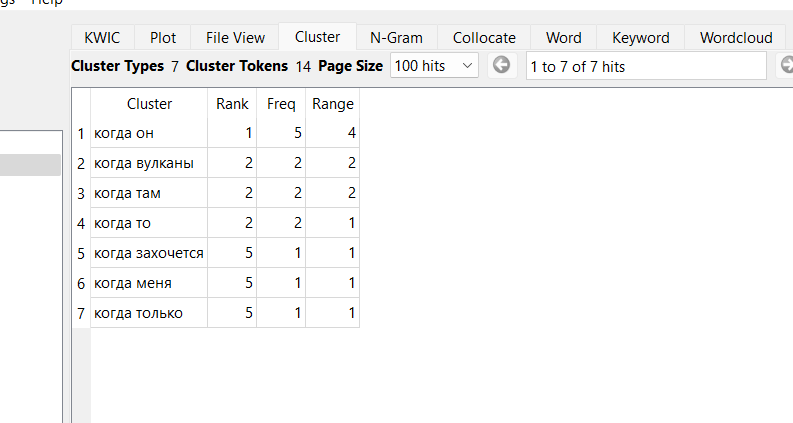 KWIC Plot File View Cluster N-Gram Collocate Word Keyword Wordcloud
Cluster Types 7 Cluster Tokens 14 Page Size 100 hits 1 to 7 of 7 hits
Cluster Rank Freq Range
1 когда он 1 5 4
2 когда вулканы 2 2 2
3 когда там 2 2 2
4 когда то 2 2 1
5 когда захочется 5 1 1
6 когда меня 5 1 1
7 когда только 5 1 1